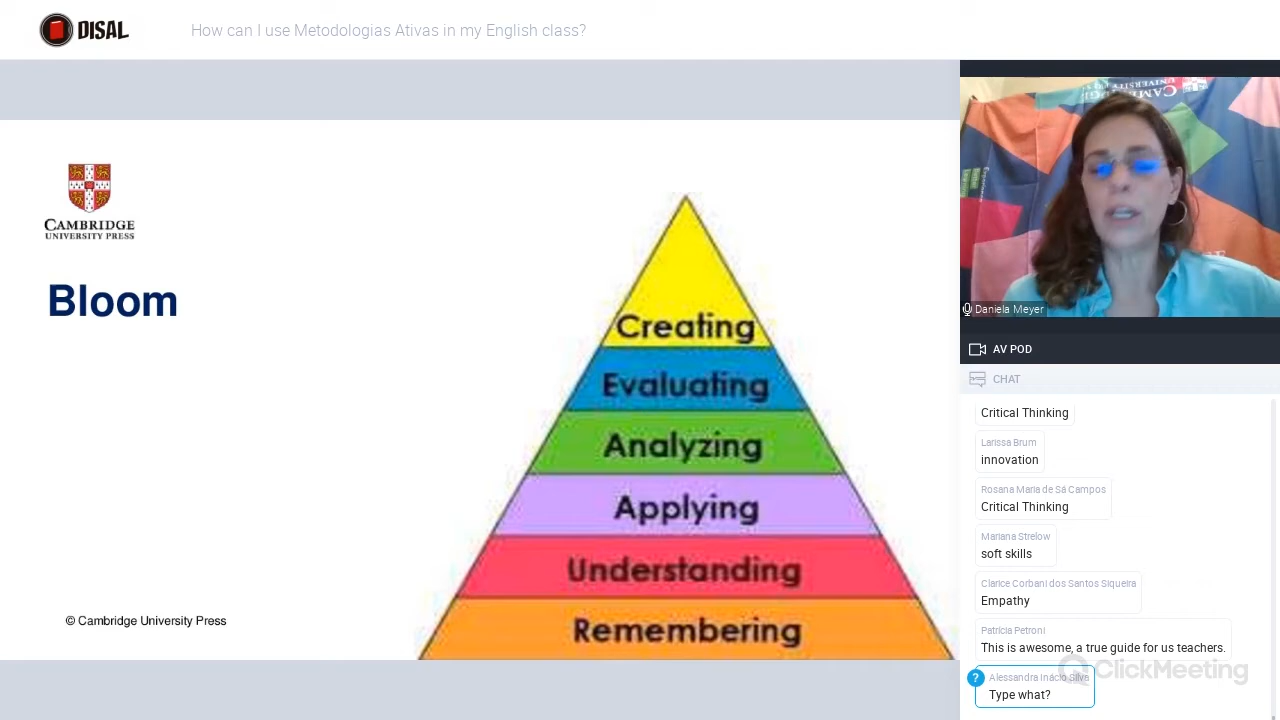 DISAL
How can I use Metodologias Ativas in my English class?
CAMBRIDGE
UNIVERSITY PRESS
Bloom
Creating
Evaluating
Analyzing
Applying
Understanding
Remembering
© Cambridge University Press
Daniela Meyer
AV POD
CHAT
Critical Thinking
Larissa Brum
innovation
Rosana Maria de Sá Campos
Critical Thinking
Mariana Strelow
soft skills
Clarice Corbani dos Santos Siqueira
Empathy
Patrícia Petroni
This is awesome, a true guide for us teachers.
ClickMeeting
? Alessandra Inácio Silva
Type what?